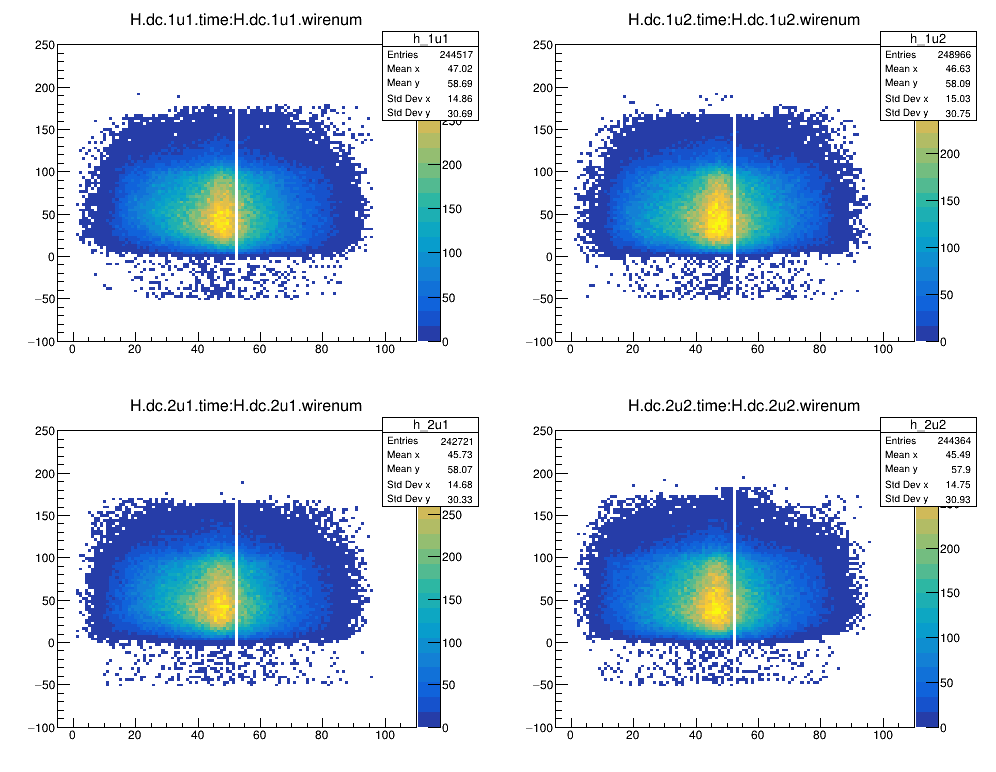 H.dc.1u1.time:H.dc.1u1.wirenum
h_1u1
Entries 244517
Mean x 47.02
Mean y 58.69
Std Dev x 14.86
Std Dev y 30.69
250
200
150
100
50
0
−50
−100
0 20 40 60 80 100
250
200
150
100
50
0
H.dc.1u2.time:H.dc.1u2.wirenum
h_1u2
Entries 248966
Mean x 46.63
Mean y 58.09
Std Dev x 15.03
Std Dev y 30.75
250
200
150
100
50
0
−50
−100
0 20 40 60 80 100
200
150
100
50
0
H.dc.2u1.time:H.dc.2u1.wirenum
h_2u1
Entries 242721
Mean x 45.73
Mean y 58.07
Std Dev x 14.68
Std Dev y 30.33
250
200
150
100
50
0
−50
−100
0 20 40 60 80 100
250
200
150
100
50
0
H.dc.2u2.time:H.dc.2u2.wirenum
h_2u2
Entries 244364
Mean x 45.49
Mean y 57.9
Std Dev x 14.75
Std Dev y 30.93
250
200
150
100
50
0
−50
−100
0 20 40 60 80 100
200
150
100
50
0